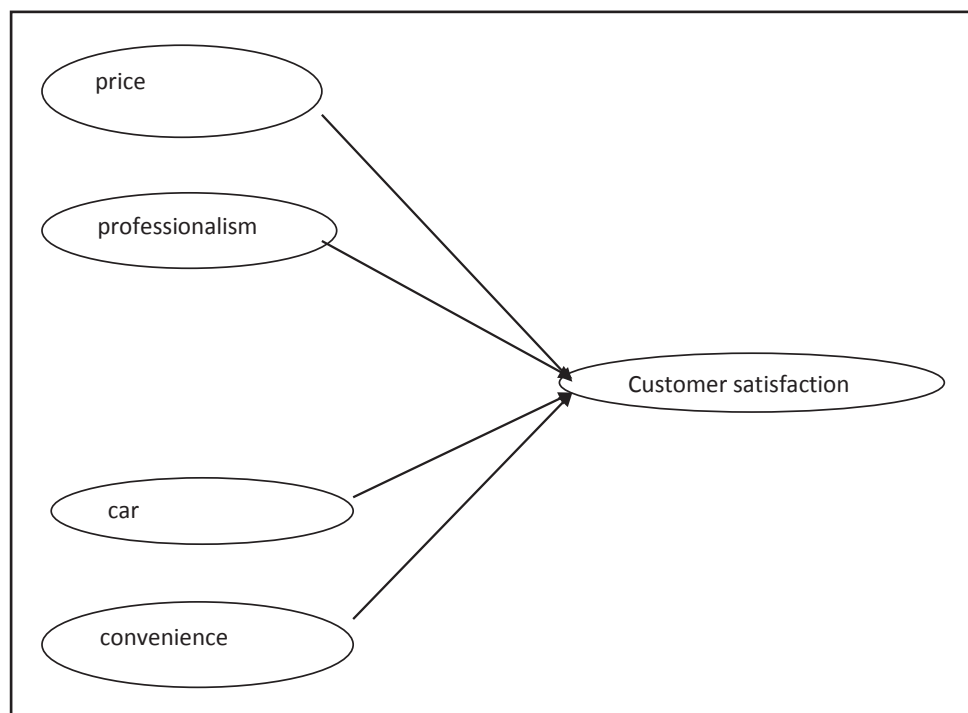 price
professionalism
Customer satisfaction
car
convenience